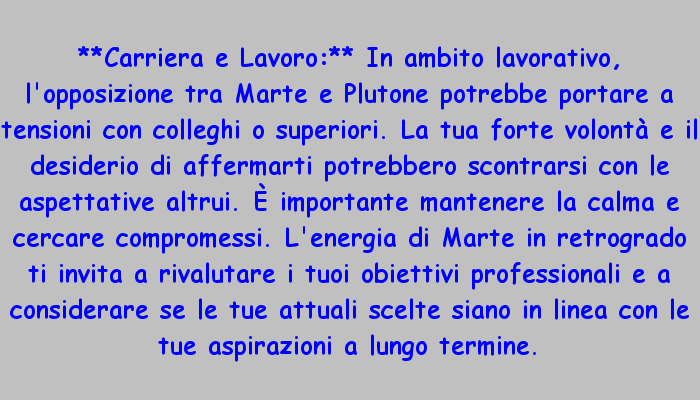 **Carriera e Lavoro:** In ambito lavorativo,
l'opposizione tra Marte e Plutone potrebbe portare a
tensioni con colleghi o superiori. La tua forte volontà e il
desiderio di affermarti potrebbero scontrarsi con le
aspettative altrui. È importante mantenere la calma e
cercare compromessi. L'energia di Marte in retrogrado
ti invita a rivalutare i tuoi obiettivi professionali e a
considerare se le tue attuali scelte siano in linea con le
tue aspirazioni a lungo termine.